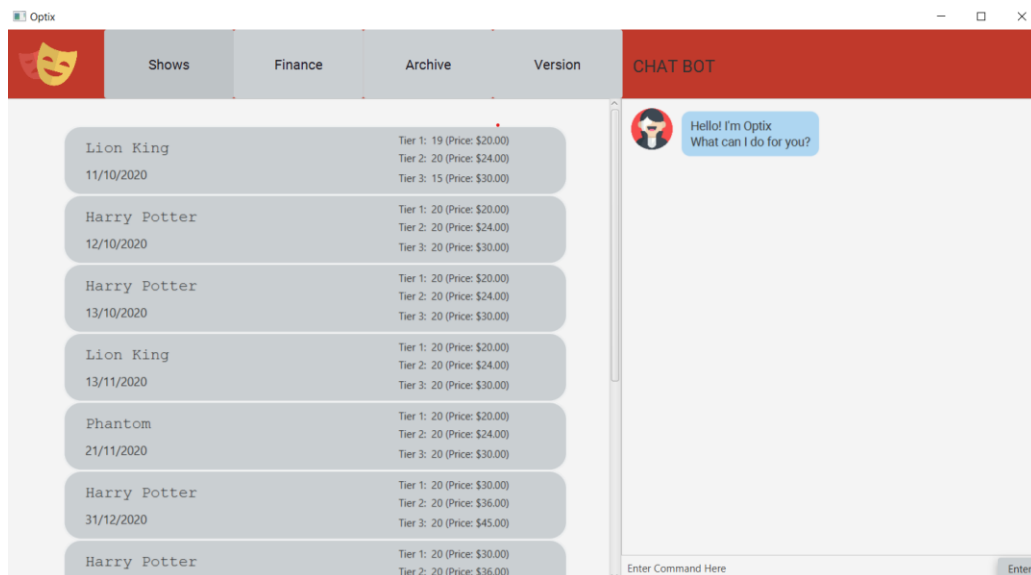 Optix
Shows Finance Archive Version CHAT BOT
Lion King
11/10/2020
Tier 1: 19 (Price: $20.00)
Tier 2: 20 (Price: $24.00)
Tier 3: 15 (Price: $30.00)
Harry Potter
12/10/2020
Tier 1: 20 (Price: $20.00)
Tier 2: 20 (Price: $24.00)
Tier 3: 20 (Price: $30.00)
Harry Potter
13/10/2020
Tier 1: 20 (Price: $20.00)
Tier 2: 20 (Price: $24.00)
Tier 3: 20 (Price: $30.00)
Lion King
13/11/2020
Tier 1: 20 (Price: $20.00)
Tier 2: 20 (Price: $24.00)
Tier 3: 20 (Price: $30.00)
Phantom
21/11/2020
Tier 1: 20 (Price: $20.00)
Tier 2: 20 (Price: $24.00)
Tier 3: 20 (Price: $30.00)
Harry Potter
31/12/2020
Tier 1: 20 (Price: $30.00)
Tier 2: 20 (Price: $36.00)
Tier 3: 20 (Price: $45.00)
Harry Potter
Tier 1: 20 (Price: $30.00)
Tier 2: 20 (Price: $36.00)
Hello! I'm Optix
What can I do for you?
Enter Command Here
Enter